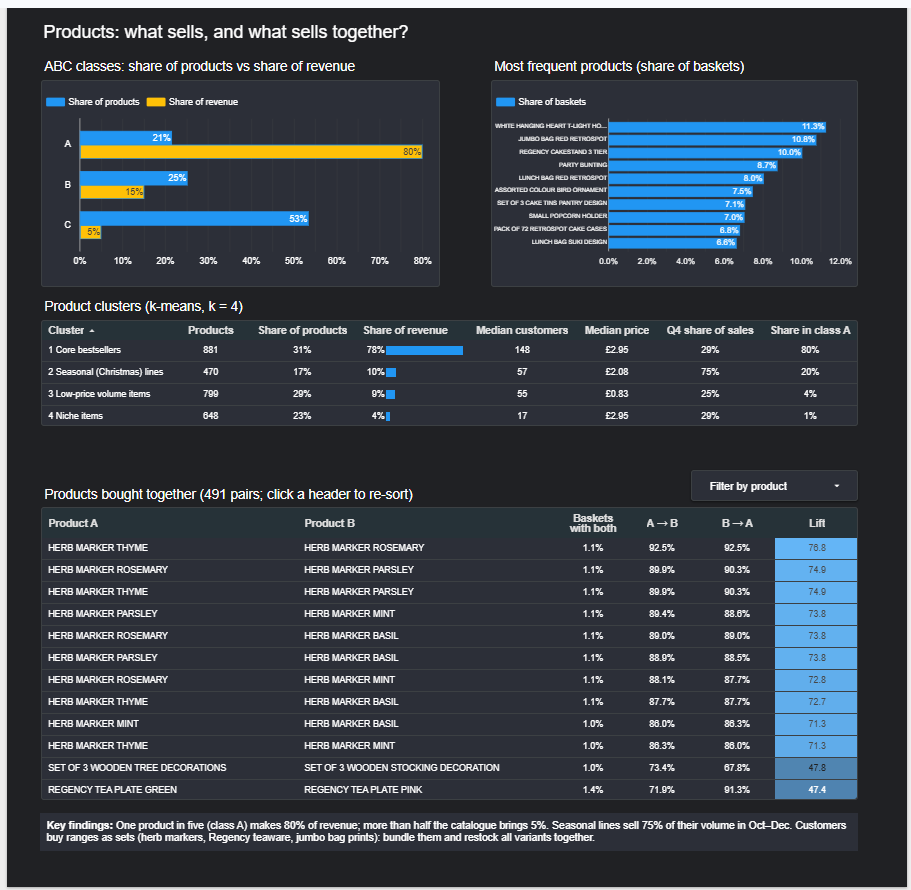 Products: what sells, and what sells together?
ABC classes: share of products vs share of revenue
Share of products Share of revenue
A 21% 80%
B 25% 15%
C 53% 5%
0% 10% 20% 30% 40% 50% 60% 70% 80%
Most frequent products (share of baskets)
Share of baskets
WHITE HANGING HEART T-LIGHT HO... 11.3%
JUMBO BAG RED RETROSPOT 10.8%
REGENCY CAKESTAND 3 TIER 10.0%
PARTY BUNTING 8.7%
LUNCH BAG RED RETROSPOT 8.0%
ASSORTED COLOUR BIRD ORNAMENT 7.5%
SET OF 3 CAKE TINS PANTRY DESIGN 7.1%
SMALL POPCORN HOLDER 7.0%
PACK OF 72 RETROSPOT CAKE CASES 6.8%
LUNCH BAG SUKI DESIGN 6.6%
0.0% 2.0% 4.0% 6.0% 8.0% 10.0% 12.0%
Product clusters (k-means, k = 4)
Cluster Products Share of products Share of revenue Median customers Median price Q4 share of sales Share in class A
1 Core bestsellers 881 31% 78% 148 £2.95 29% 80%
2 Seasonal (Christmas) lines 470 17% 10% 57 £2.08 75% 20%
3 Low-price volume items 799 29% 9% 55 £0.83 25% 4%
4 Niche items 648 23% 4% 17 £2.95 29% 1%
Products bought together (491 pairs; click a header to re-sort)
Filter by product
Product A Product B Baskets with both A → B B → A Lift
HERB MARKER THYME HERB MARKER ROSEMARY 1.1% 92.5% 92.5% 76.8
HERB MARKER ROSEMARY HERB MARKER PARSLEY 1.1% 89.9% 90.3% 74.9
HERB MARKER THYME HERB MARKER PARSLEY 1.1% 89.9% 90.3% 74.9
HERB MARKER PARSLEY HERB MARKER MINT 1.1% 89.4% 88.6% 73.8
HERB MARKER ROSEMARY HERB MARKER BASIL 1.1% 89.0% 89.0% 73.8
HERB MARKER PARSLEY HERB MARKER BASIL 1.1% 88.9% 88.5% 73.8
HERB MARKER ROSEMARY HERB MARKER MINT 1.1% 88.1% 87.7% 72.8
HERB MARKER THYME HERB MARKER BASIL 1.1% 87.7% 87.7% 72.7
HERB MARKER MINT HERB MARKER BASIL 1.0% 86.0% 86.3% 71.3
HERB MARKER THYME HERB MARKER MINT 1.0% 86.3% 86.0% 71.3
SET OF 3 WOODEN TREE DECORATIONS SET OF 3 WOODEN STOCKING DECORATION 1.0% 73.4% 67.8% 47.8
REGENCY TEA PLATE GREEN REGENCY TEA PLATE PINK 1.4% 71.9% 91.3% 47.4
Key findings: One product in five (class A) makes 80% of revenue; more than half the catalogue brings 5%. Seasonal lines sell 75% of their volume in Oct–Dec. Customers
buy ranges as sets (herb markers, Regency teaware, jumbo bag prints): bundle them and restock all variants together.